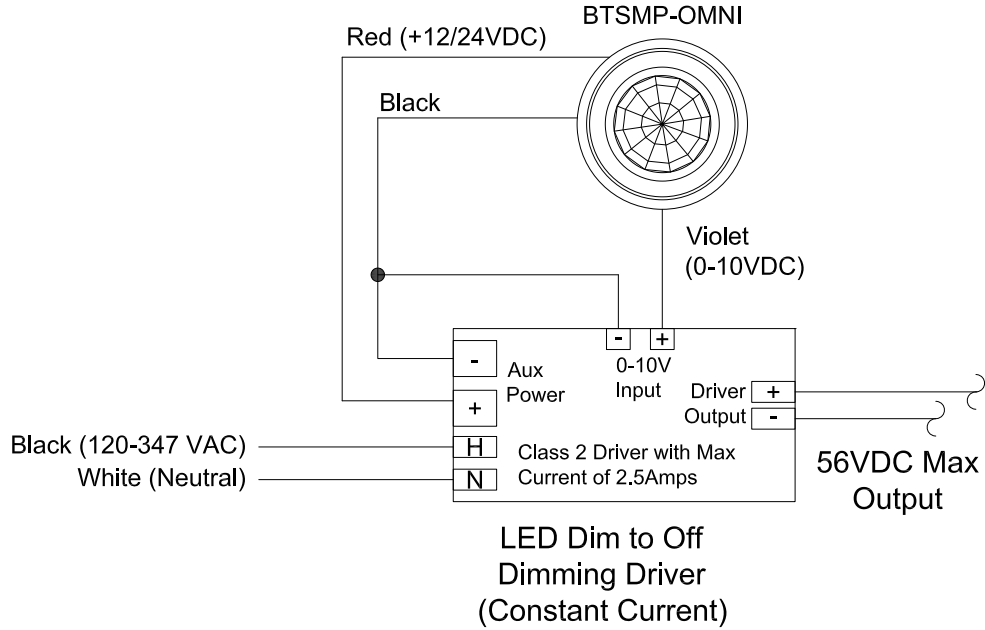 BTSMP-OMNI
Red (+12/24VDC)
Black
Violet
(0-10VDC)
- +
0-10V
Input
-
Aux
Power
+
Driver +
Output -
Black (120-347 VAC)
H
White (Neutral)
N
Class 2 Driver with Max
Current of 2.5Amps
56VDC Max
Output
LED Dim to Off
Dimming Driver
(Constant Current)